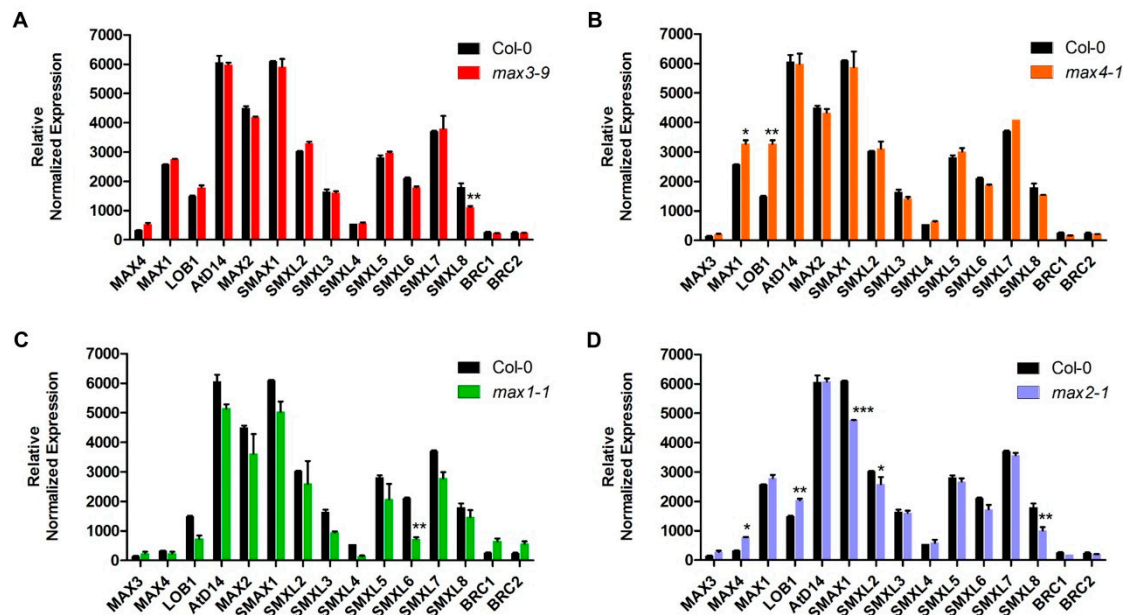 A
Relative
Normalized Expression
7000
6000
5000
4000
3000
2000
1000
0
Col-0
max3-9
**
MAX4
MAX1
LOB1
AtD14
MAX2
SMAX1
SMXL2
SMXL3
SMXL4
SMXL5
SMXL6
SMXL7
SMXL8
BRC1
BRC2
B
Relative
Normalized Expression
7000
6000
5000
4000
3000
2000
1000
0
Col-0
max4-1
*
**
MAX3
MAX1
LOB1
AtD14
MAX2
SMAX1
SMXL2
SMXL3
SMXL4
SMXL5
SMXL6
SMXL7
SMXL8
BRC1
BRC2
C
Relative
Normalized Expression
7000
6000
5000
4000
3000
2000
1000
0
Col-0
max1-1
**
MAX3
MAX4
LOB1
AtD14
MAX2
SMAX1
SMXL2
SMXL3
SMXL4
SMXL5
SMXL6
SMXL7
SMXL8
BRC1
BRC2
D
Relative
Normalized Expression
7000
6000
5000
4000
3000
2000
1000
0
Col-0
max2-1
*
**
***
*
**
MAX3
MAX4
MAX1
LOB1
AtD14
SMAX1
SMXL2
SMXL3
SMXL4
SMXL5
SMXL6
SMXL7
SMXL8
BRC1
BRC2